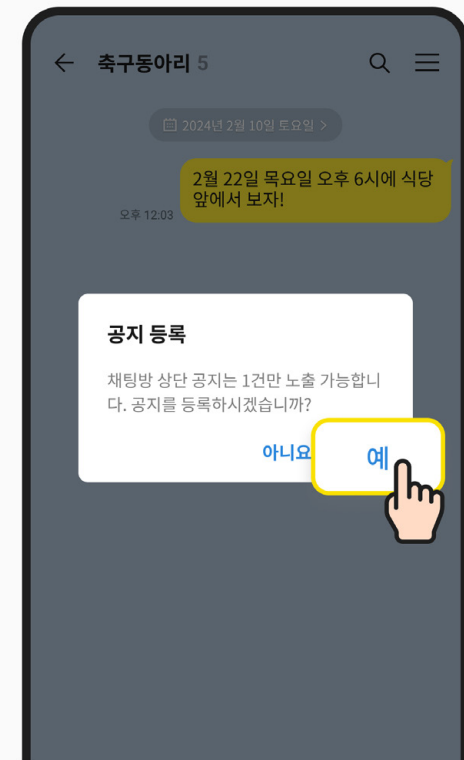 축구동아리 5
2024년 2월 10일 토요일 >
2월 22일 목요일 오후 6시에 식당
앞에서 보자!
오후 12:03
공지 등록
채팅방 상단 공지는 1건만 노출 가능합니
다. 공지를 등록하시겠습니까?
아니요 예